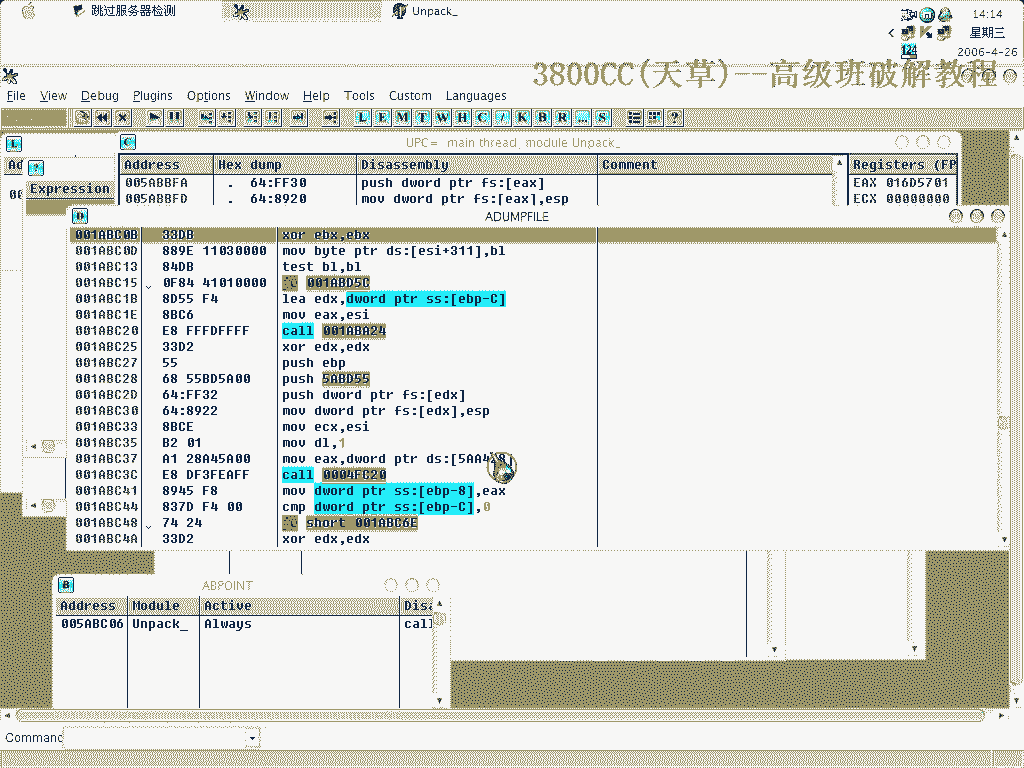 跳过服务器检测
Unpack_
14:14
星期三
2006-4-26
3800CC(天草)--高级班破解教程
File View Debug Plugins Options Window Help Tools Custom Languages
L E M T W H C / K B R ... S
?
L
C UPC = main thread, module Unpack_
Address Hex dump Disassembly Comment Registers (FP
005ABBFA . 64:FF30 push dword ptr fs:[eax] EAX 016D5701
005ABBFD . 64:8920 mov dword ptr fs:[eax],esp ECX 00000000
?
Expression
D ADUMPFILE
001ABC0B 33DB xor ebx,ebx
001ABC0D 889E 11030000 mov byte ptr ds:[esi+311],bl
001ABC13 84DB test bl,bl
001ABC15 0F84 41010000 001ABD5C
001ABC1B 8D55 F4 lea edx,dword ptr ss:[ebp-C]
001ABC1E 8BC6 mov eax,esi
001ABC20 E8 FFFDFFFF call 001ABA24
001ABC25 33D2 xor edx,edx
001ABC27 55 push ebp
001ABC28 68 55BD5A00 push 5ABD55
001ABC2D 64:FF32 push dword ptr fs:[edx]
001ABC30 64:8922 mov dword ptr fs:[edx],esp
001ABC33 8BCE mov ecx,esi
001ABC35 B2 01 mov dl,1
001ABC37 A1 28A45A00 mov eax,dword ptr ds:[5AA428]
001ABC3C E8 DF3FEAFF call 0004FC20
001ABC41 8945 F8 mov dword ptr ss:[ebp-8],eax
001ABC44 837D F4 00 cmp dword ptr ss:[ebp-C],0
001ABC48 74 24 short 001ABC6E
001ABC4A 33D2 xor edx,edx
B ABPOINT
Address Module Active Disa
005ABC06 Unpack_ Always call
Command